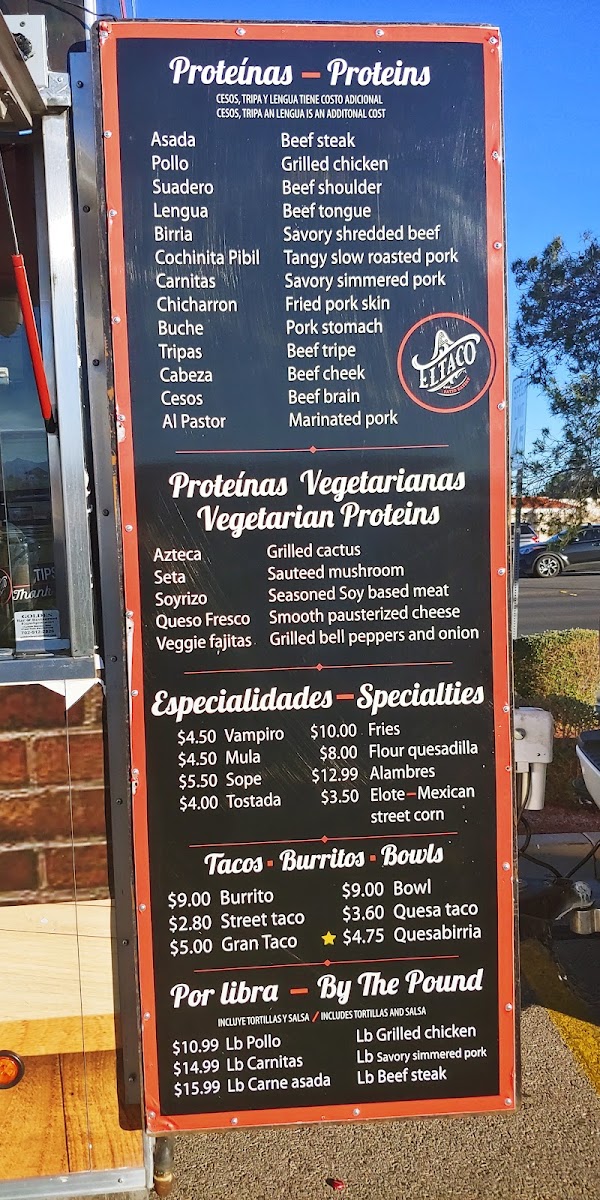 Proteínas – Proteins
CESOS, TRIPA Y LENGUA TIENE COSTO ADICIONAL
CESOS, TRIPA AN LENGUA IS AN ADDITONAL COST
Asada Beef steak
Pollo Grilled chicken
Suadero Beef shoulder
Lengua Beef tongue
Birria Savory shredded beef
Cochinita Pibil Tangy slow roasted pork
Carnitas Savory simmered pork
Chicharron Fried pork skin
Buche Pork stomach
Tripas Beef tripe
Cabeza Beef cheek
Cesos Beef brain
Al Pastor Marinated pork
EL TACO
Proteínas Vegetarianas
Vegetarian Proteins
Azteca Grilled cactus
Seta Sauteed mushroom
Soyrizo Seasoned Soy based meat
Queso Fresco Smooth pausterized cheese
Veggie fajitas Grilled bell peppers and onion
Especialidades – Specialties
$4.50 Vampiro $10.00 Fries
$4.50 Mula $8.00 Flour quesadilla
$5.50 Sope $12.99 Alambres
$4.00 Tostada $3.50 Elote – Mexican
street corn
Tacos · Burritos · Bowls
$9.00 Burrito $9.00 Bowl
$2.80 Street taco $3.60 Quesa taco
$5.00 Gran Taco $4.75 Quesabirria
Por libra – By The Pound
INCLUYE TORTILLAS Y SALSA / INCLUDES TORTILLAS AND SALSA
$10.99 Lb Pollo Lb Grilled chicken
$14.99 Lb Carnitas Lb Savory simmered pork
$15.99 Lb Carne asada Lb Beef steak
TIPS
Thank